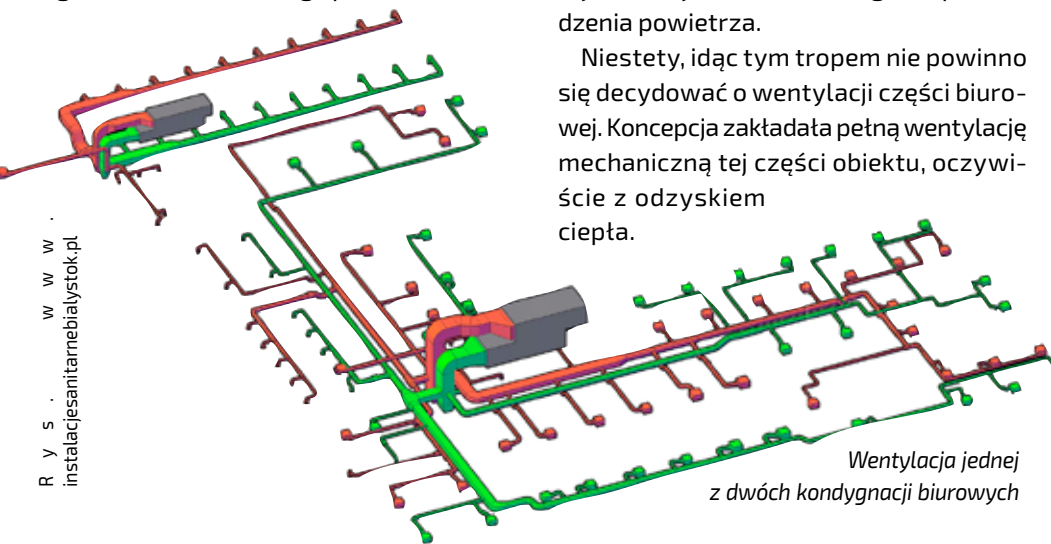 dzenia powietrza.
Niestety, idąc tym tropem nie powinno
się decydować o wentylacji części biuro-
wej. Koncepcja zakładała pełną wentylację
mechaniczną tej części obiektu, oczywi-
ście z odzyskiem
ciepła.
Rys. www.
instalacjesanitarnebialystok.pl
Wentylacja jednej
z dwóch kondygnacji biurowych